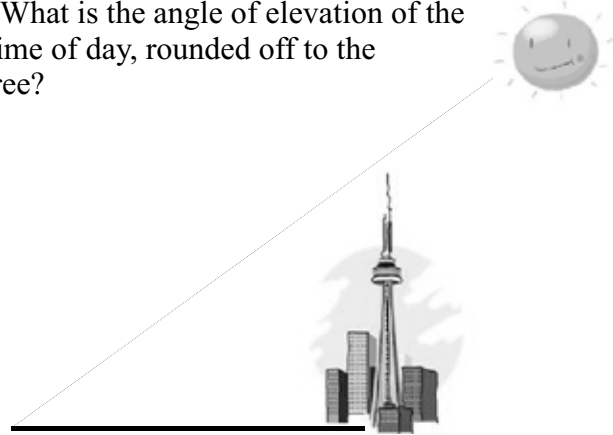 What is the angle of elevation of the
ime of day, rounded off to the
ree?